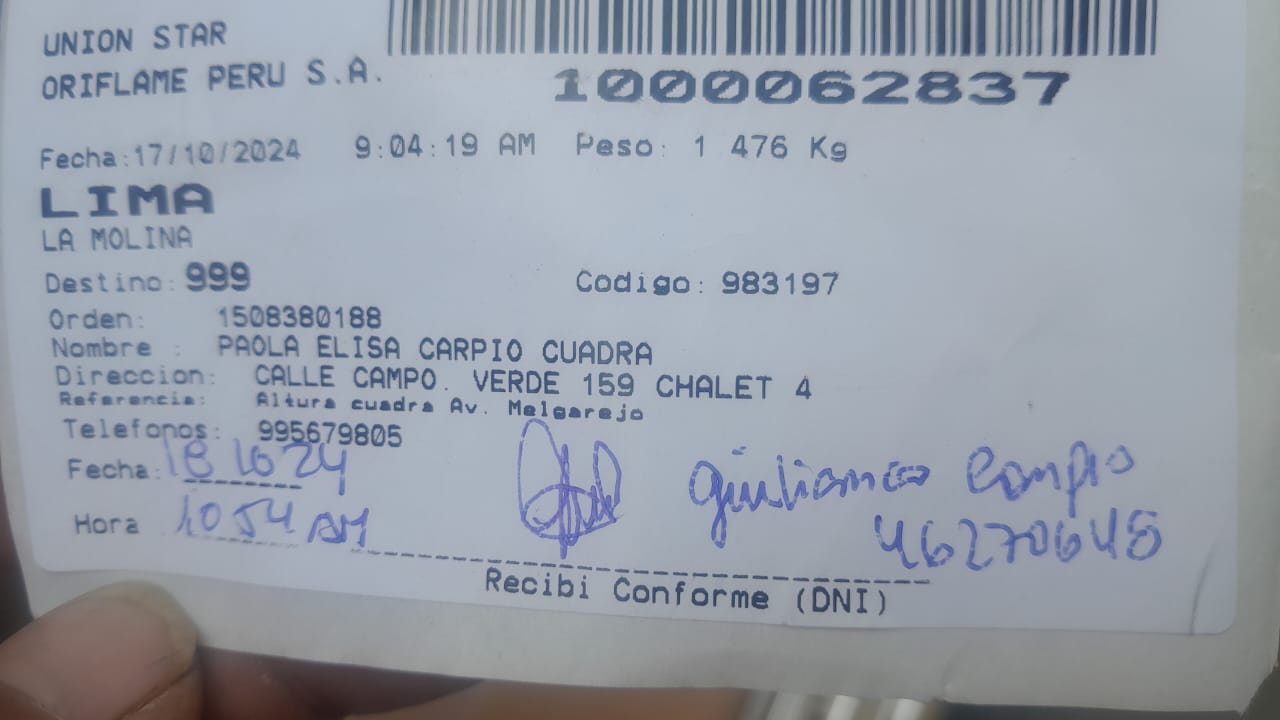 UNION STAR
ORIFLAME PERU S.A.
1000062837
Fecha:17/10/2024 9:04:19 AM Peso: 1 476 Kg
LIMA
LA MOLINA
Destino: 999 Codigo: 983197
Orden: 1508380188
Nombre : PAOLA ELISA CARPIO CUADRA
Direccion: CALLE CAMPO. VERDE 159 CHALET 4
Referencia: Altura cuadra Av. Melgarejo
Telefonos: 995679805
Fecha: 18 10 24
Hora 10 54 AM
46270645
Recibi Conforme (DNI)